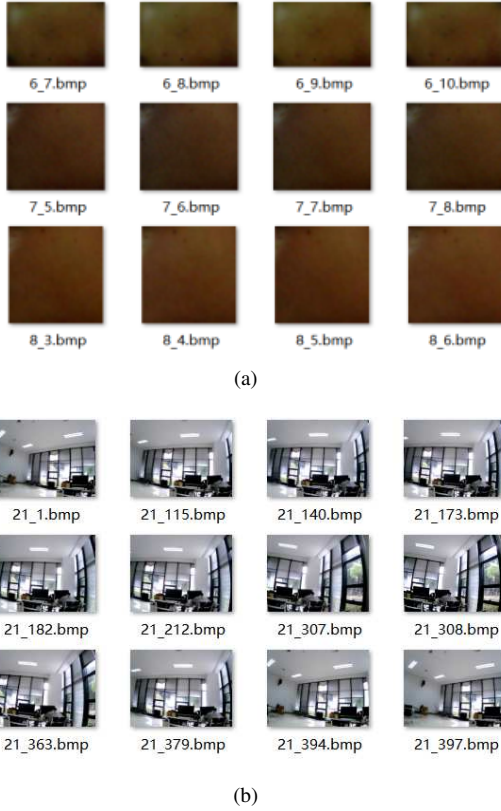 6_7.bmp 6_8.bmp 6_9.bmp 6_10.bmp
7_5.bmp 7_6.bmp 7_7.bmp 7_8.bmp
8_3.bmp 8_4.bmp 8_5.bmp 8_6.bmp
(a)
21_1.bmp 21_115.bmp 21_140.bmp 21_173.bmp
21_182.bmp 21_212.bmp 21_307.bmp 21_308.bmp
21_363.bmp 21_379.bmp 21_394.bmp 21_397.bmp
(b)